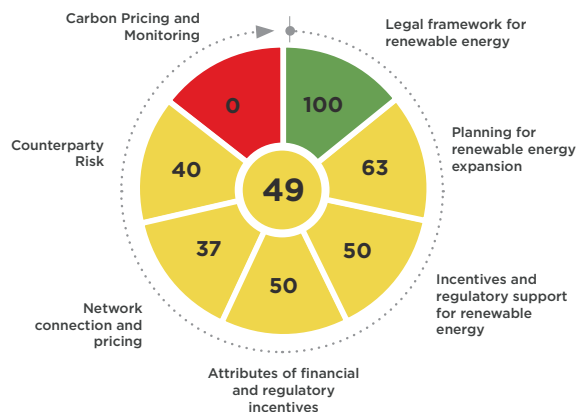 Legal framework for
renewable energy
100
Planning for
renewable energy
expansion
63
Incentives and
regulatory support
for renewable
energy
50
Attributes of financial
and regulatory
incentives
50
Network
connection and
pricing
37
Counterparty
Risk
40
Carbon Pricing and
Monitoring
0
49